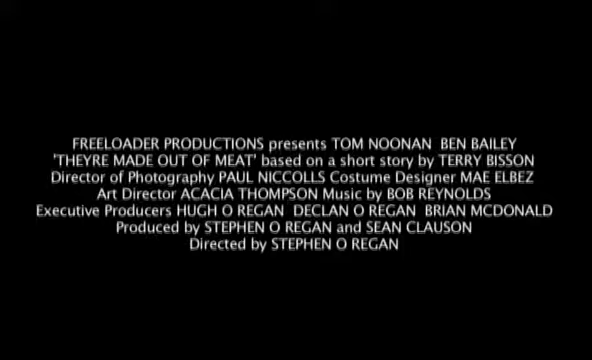 FREELOADER PRODUCTIONS presents TOM NOONAN BEN BAILEY
'THEYRE MADE OUT OF MEAT' based on a short story by TERRY BISSON
Director of Photography PAUL NICCOLLS Costume Designer MAE ELBEZ
Art Director ACACIA THOMPSON Music by BOB REYNOLDS
Executive Producers HUGH O REGAN DECLAN O REGAN BRIAN MCDONALD
Produced by STEPHEN O REGAN and SEAN CLAUSON
Directed by STEPHEN O REGAN